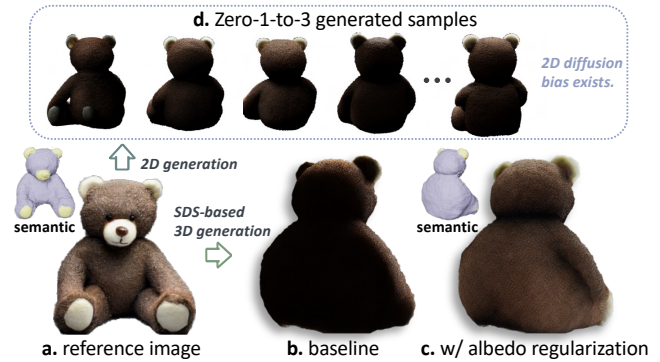 d. Zero-1-to-3 generated samples
2D diffusion
bias exists.
2D generation
semantic
SDS-based
3D generation
semantic
a. reference image
b. baseline
c. w/ albedo regularization